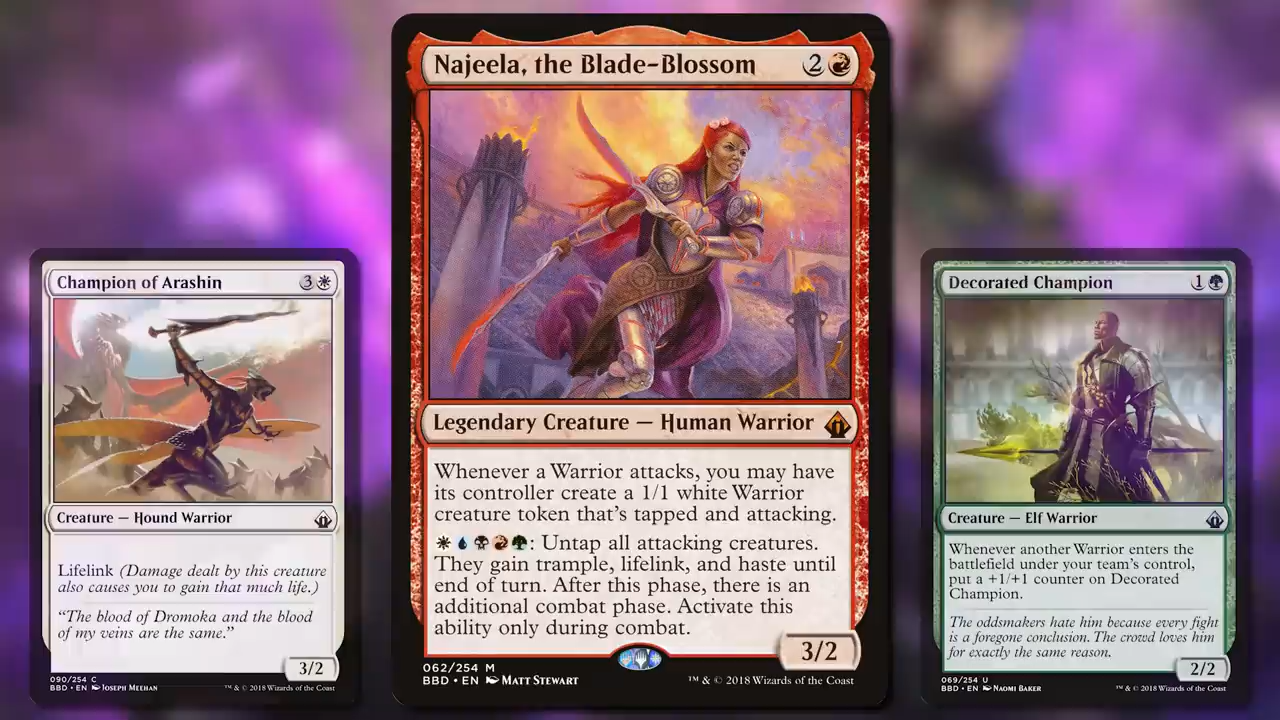 Champion of Arashin 3
Creature — Hound Warrior
Lifelink (Damage dealt by this creature
also causes you to gain that much life.)
“The blood of Dromoka and the blood
of my veins are the same.”
3/2
090/254 C
BBD • EN Joseph Meehan ™ & © 2018 Wizards of the Coast
Najeela, the Blade-Blossom 2
Legendary Creature — Human Warrior
Whenever a Warrior attacks, you may have
its controller create a 1/1 white Warrior
creature token that’s tapped and attacking.
: Untap all attacking creatures.
They gain trample, lifelink, and haste until
end of turn. After this phase, there is an
additional combat phase. Activate this
ability only during combat.
3/2
062/254 M
BBD • EN Matt Stewart ™ & © 2018 Wizards of the Coast
Decorated Champion 1
Creature — Elf Warrior
Whenever another Warrior enters the
battlefield under your team’s control,
put a +1/+1 counter on Decorated
Champion.
The oddsmakers hate him because every fight
is a foregone conclusion. The crowd loves him
for exactly the same reason.
2/2
069/254 U
BBD • EN Naomi Baker ™ & © 2018 Wizards of the Coast